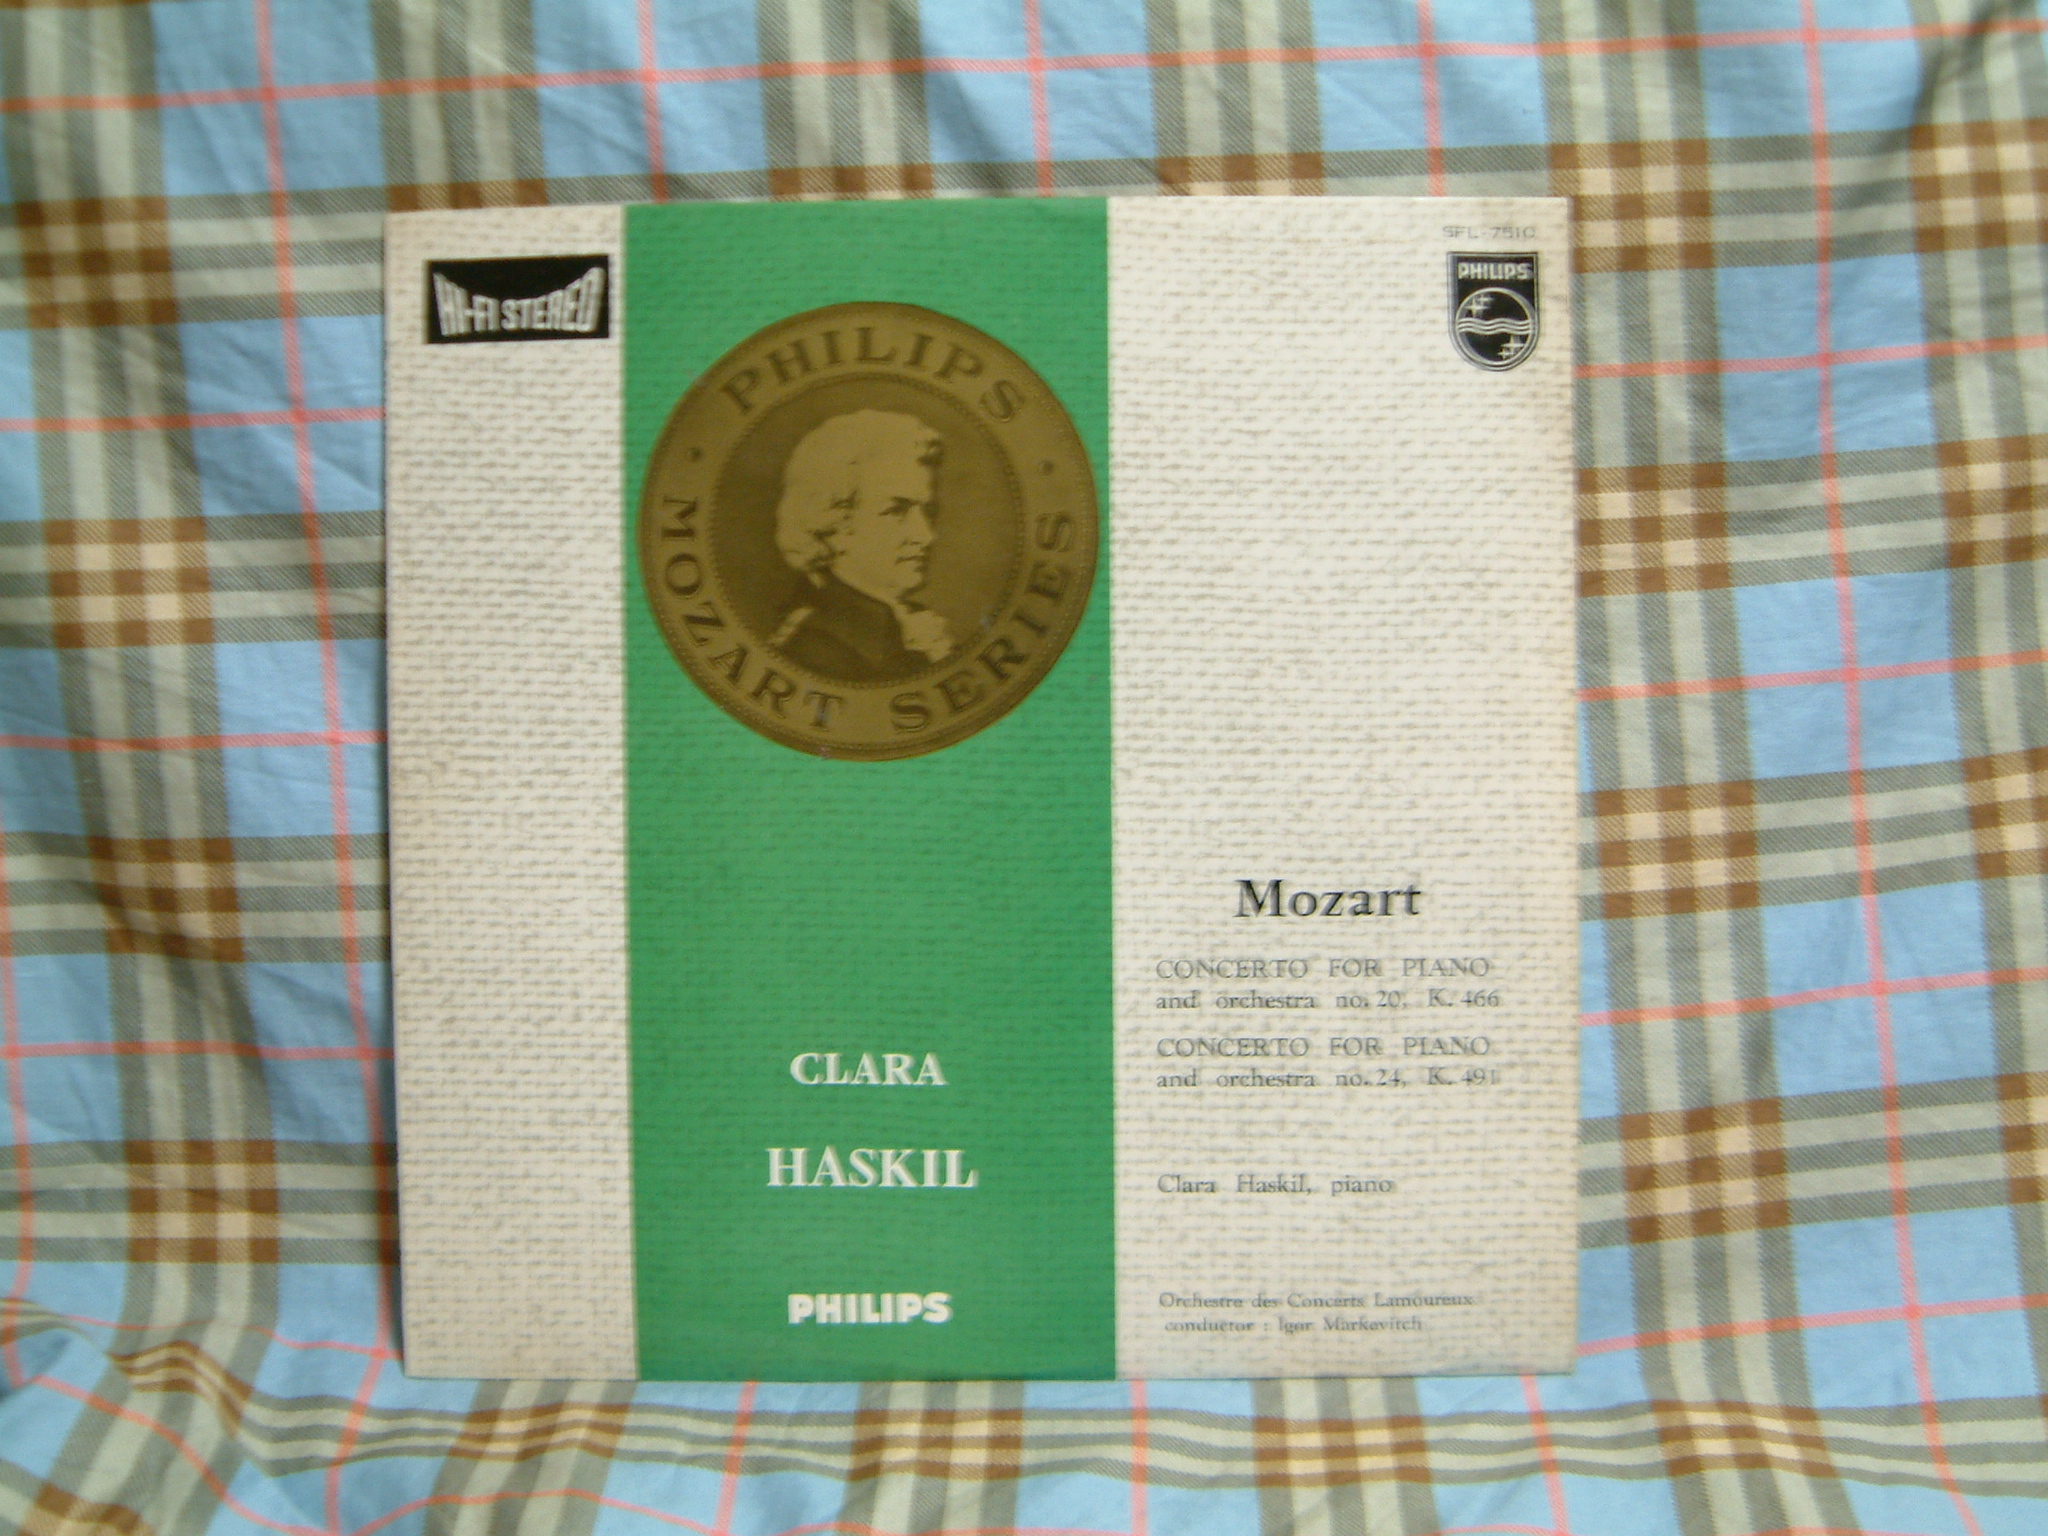 HI-FI STEREO
SFL-7510
PHILIPS
PHILIPS
MOZART SERIES
Mozart
CONCERTO FOR PIANO
and orchestra no. 20, K. 466
CONCERTO FOR PIANO
and orchestra no. 24, K. 491
CLARA
HASKIL
Clara Haskil, piano
PHILIPS
Orchestre des Concerts Lamoureux
conductor : Igor Markevitch